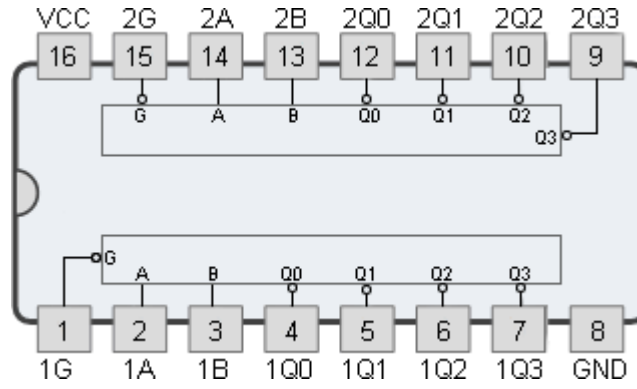 VCC 2G 2A 2B 2Q0 2Q1 2Q2 2Q3
16 15 14 13 12 11 10 9
G A B Q0 Q1 Q2
Q3
G
A B Q0 Q1 Q2 Q3
1 2 3 4 5 6 7 8
1G 1A 1B 1Q0 1Q1 1Q2 1Q3 GND